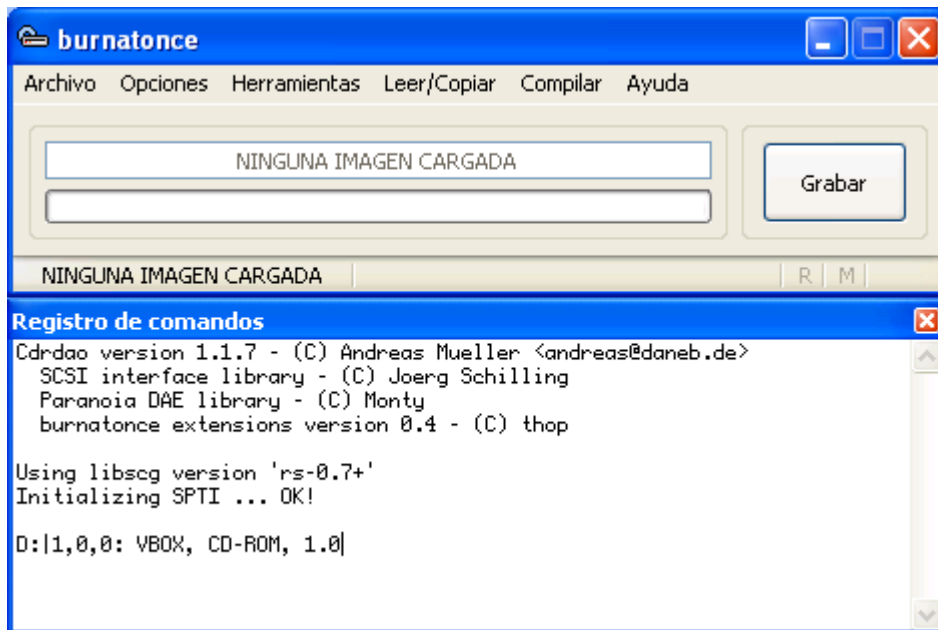 burnatonce
Archivo Opciones Herramientas Leer/Copiar Compilar Ayuda
NINGUNA IMAGEN CARGADA
Grabar
NINGUNA IMAGEN CARGADA R M
Registro de comandos
Cdrdao version 1.1.7 - (C) Andreas Mueller <andreas@daneb.de>
SCSI interface library - (C) Joerg Schilling
Paranoia DAE library - (C) Monty
burnatonce extensions version 0.4 - (C) thop
Using libscg version 'rs-0.7+'
Initializing SPTI ... OK!
D:|1,0,0: VBOX, CD-ROM, 1.0